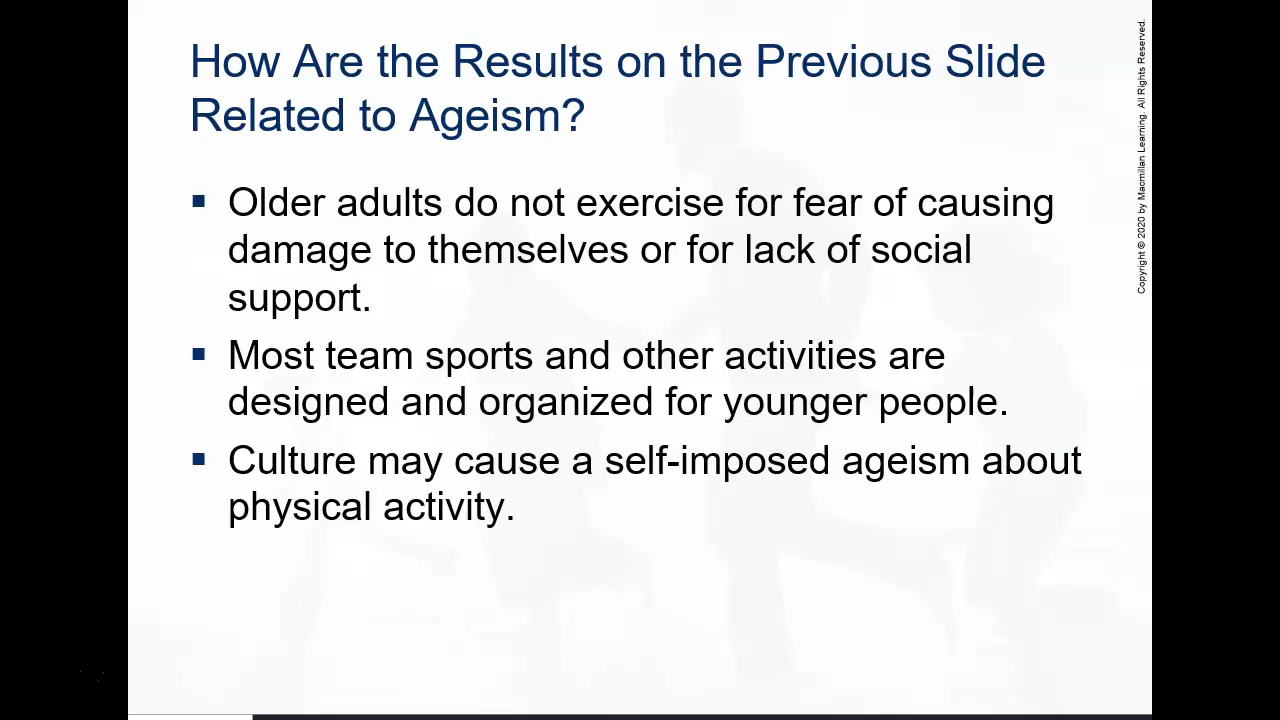 How Are the Results on the Previous Slide
Related to Ageism?
▪ Older adults do not exercise for fear of causing
damage to themselves or for lack of social
support.
▪ Most team sports and other activities are
designed and organized for younger people.
▪ Culture may cause a self-imposed ageism about
physical activity.
Copyright © 2020 by Macmillan Learning. All Rights Reserved.